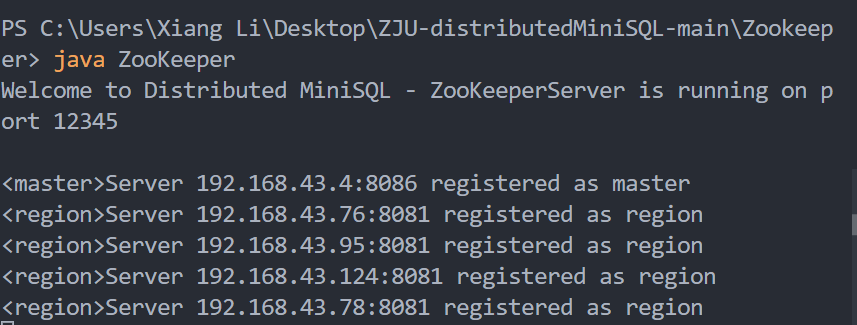 PS C:\Users\Xiang Li\Desktop\ZJU-distributedMiniSQL-main\Zookeep
er> java ZooKeeper
Welcome to Distributed MiniSQL - ZooKeeperServer is running on p
ort 12345
<master>Server 192.168.43.4:8086 registered as master
<region>Server 192.168.43.76:8081 registered as region
<region>Server 192.168.43.95:8081 registered as region
<region>Server 192.168.43.124:8081 registered as region
<region>Server 192.168.43.78:8081 registered as region